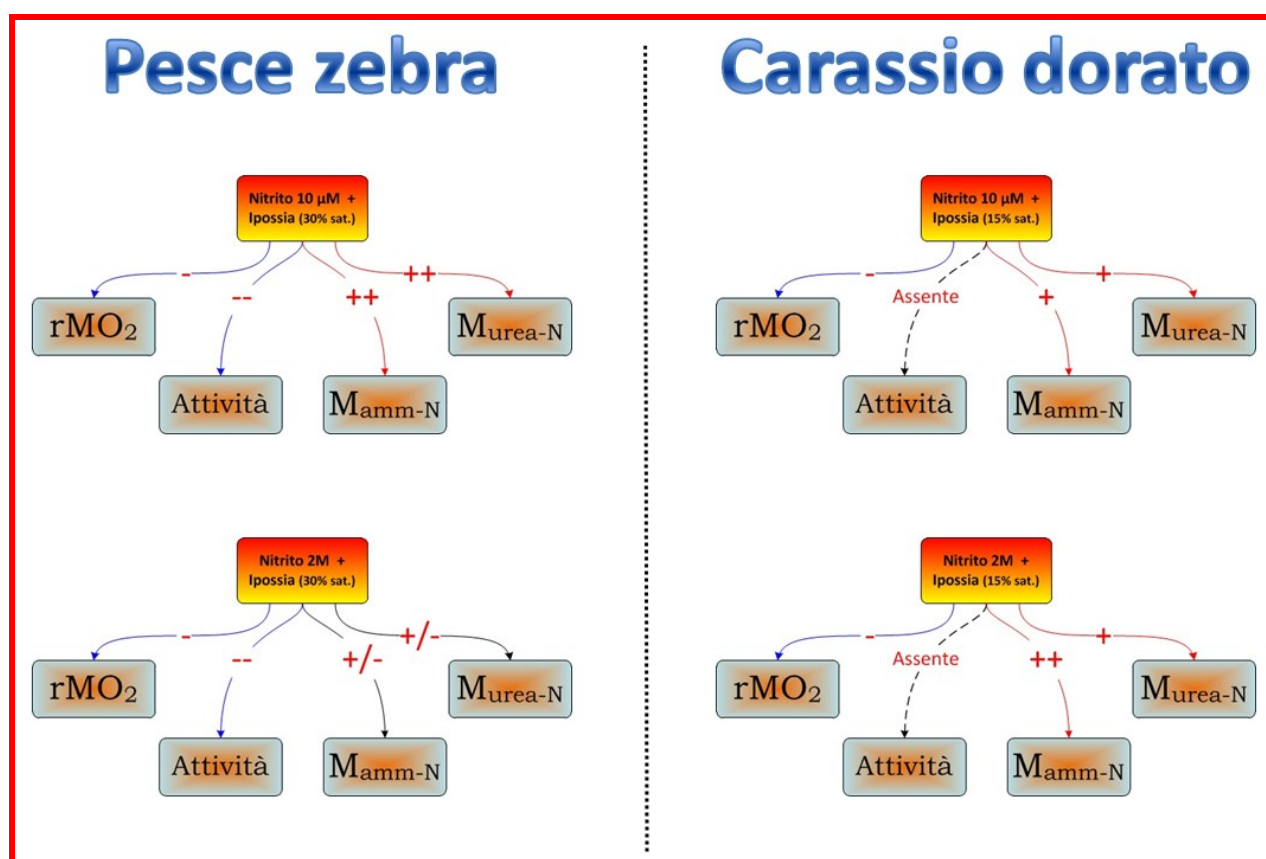 Pesce zebra
Nitrito 10 µM +
Ipossia (30% sat.)
-
--
++
++
rMO₂
Attività
Mamm-N
Murea-N
Nitrito 2M +
Ipossia (30% sat.)
-
--
+/-
+/-
rMO₂
Attività
Mamm-N
Murea-N
Carassio dorato
Nitrito 10 µM +
Ipossia (15% sat.)
-
Assente
+
+
rMO₂
Attività
Mamm-N
Murea-N
Nitrito 2M +
Ipossia (15% sat.)
-
Assente
++
+
rMO₂
Attività
Mamm-N
Murea-N